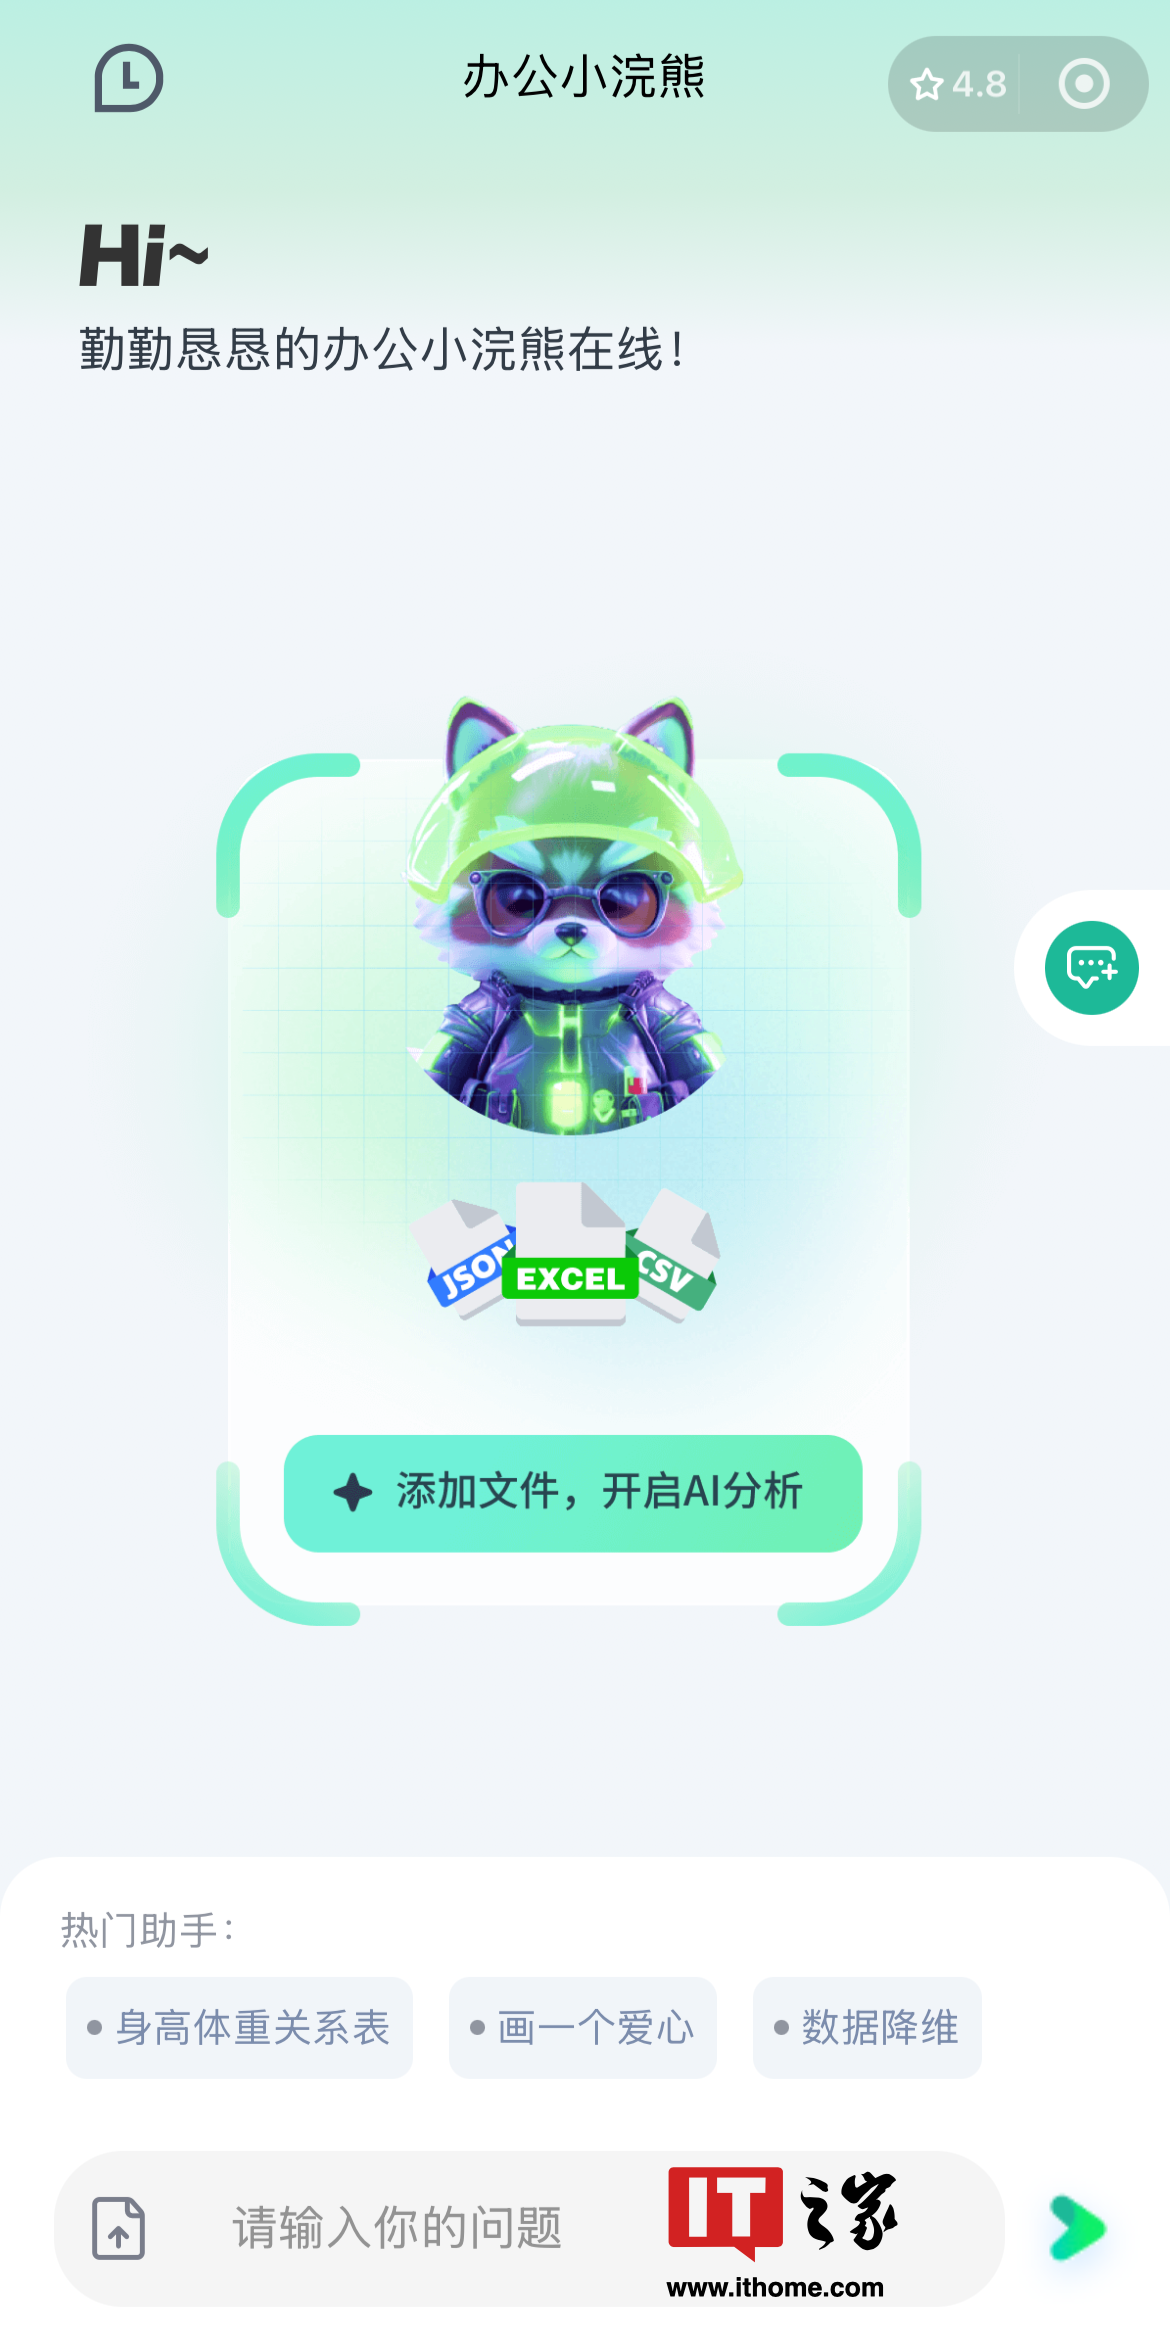 办公小浣熊
4.8
Hi~
勤勤恳恳的办公小浣熊在线！
JSON
EXCEL
CSV
添加文件，开启AI分析
热门助手：
身高体重关系表
画一个爱心
数据降维
请输入你的问题
IT之家
www.ithome.com